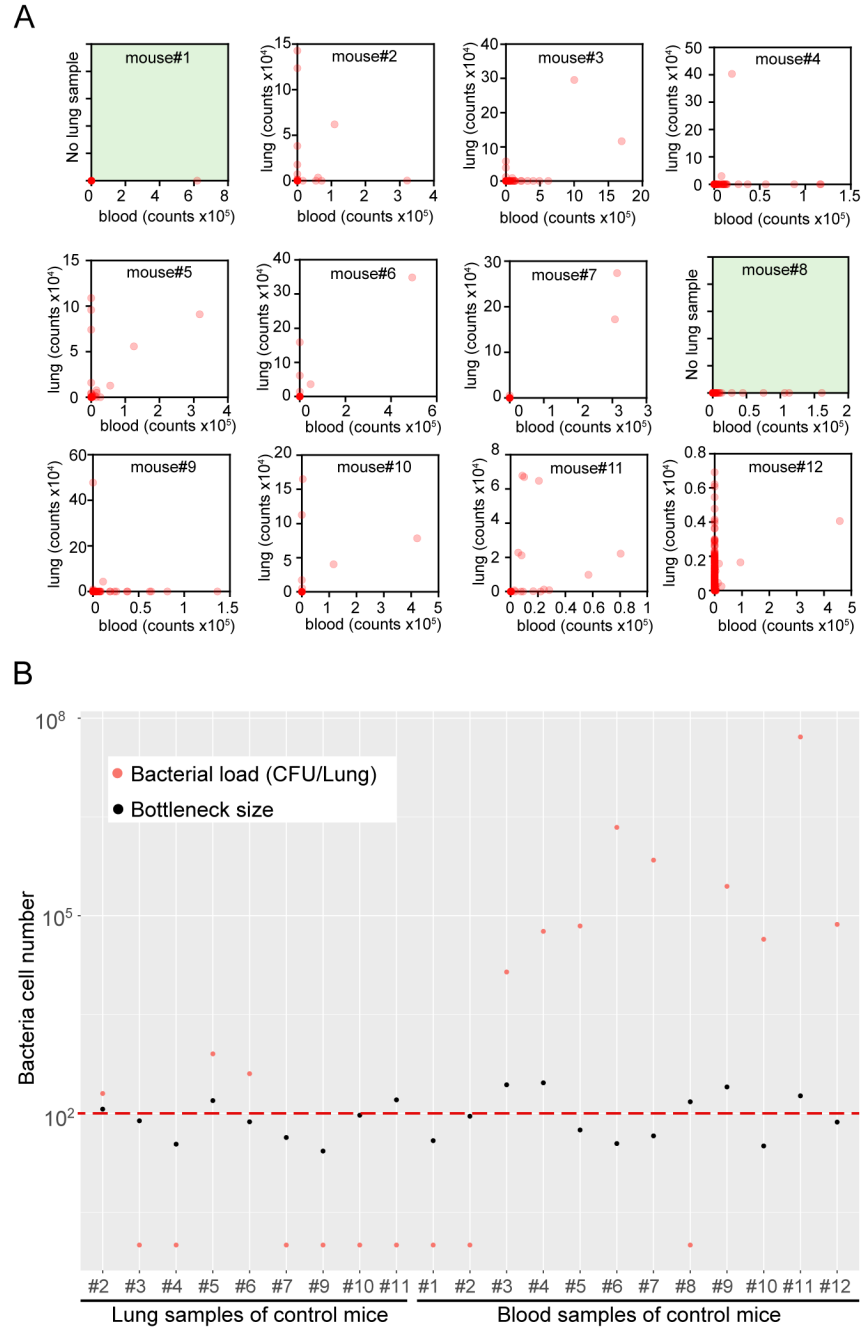 A
mouse#1
No lung sample
0 2 4 6 8
blood (counts x10⁵)
mouse#2
lung (counts x10⁴)
15
10
5
0
0 1 2 3 4
blood (counts x10⁵)
mouse#3
lung (counts x10⁴)
40
30
20
10
0
0 5 10 15 20
blood (counts x10⁵)
mouse#4
lung (counts x10⁴)
50
40
30
20
10
0
0 0.5 1 1.5
blood (counts x10⁵)
mouse#5
lung (counts x10⁴)
15
10
5
0
0 1 2 3 4
blood (counts x10⁵)
mouse#6
lung (counts x10⁴)
40
30
20
10
0
0 2 4 6
blood (counts x10⁵)
mouse#7
lung (counts x10⁴)
30
20
10
0
0 1 2 3 3
blood (counts x10⁵)
mouse#8
No lung sample
0 0.5 1 1.5 2
blood (counts x10⁵)
mouse#9
lung (counts x10⁴)
60
40
20
0
0 0.5 1 1.5
blood (counts x10⁵)
mouse#10
lung (counts x10⁴)
20
15
10
5
0
0 1 2 3 4 5
blood (counts x10⁵)
mouse#11
lung (counts x10⁴)
8
6
4
2
0
0 0.2 0.4 0.6 0.8 1
blood (counts x10⁵)
mouse#12
lung (counts x10⁴)
0.8
0.6
0.4
0.2
0
0 1 2 3 4 5
blood (counts x10⁵)
B
Bacteria cell number
10⁸
10⁵
10²
Bacterial load (CFU/Lung)
Bottleneck size
#2 #3 #4 #5 #6 #7 #9 #10 #11 #1 #2 #3 #4 #5 #6 #7 #8 #9 #10 #11 #12
Lung samples of control mice
Blood samples of control mice